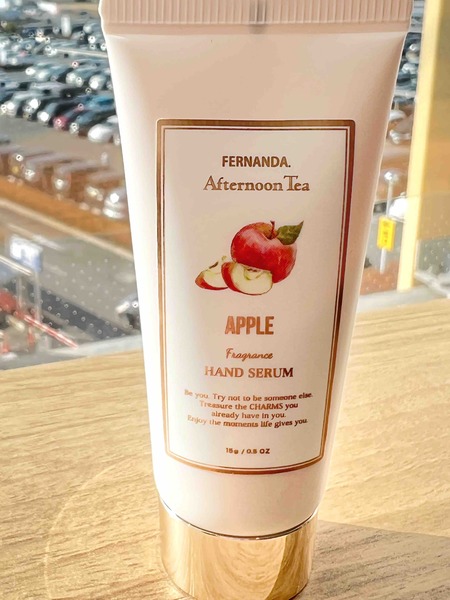 FERNANDA.
Afternoon Tea
APPLE
Fragrance
HAND SERUM
Be you. Try not to be someone else.
Treasure the CHARMS you
already have in you.
Enjoy the moments life gives you.
15g / 0.5 OZ